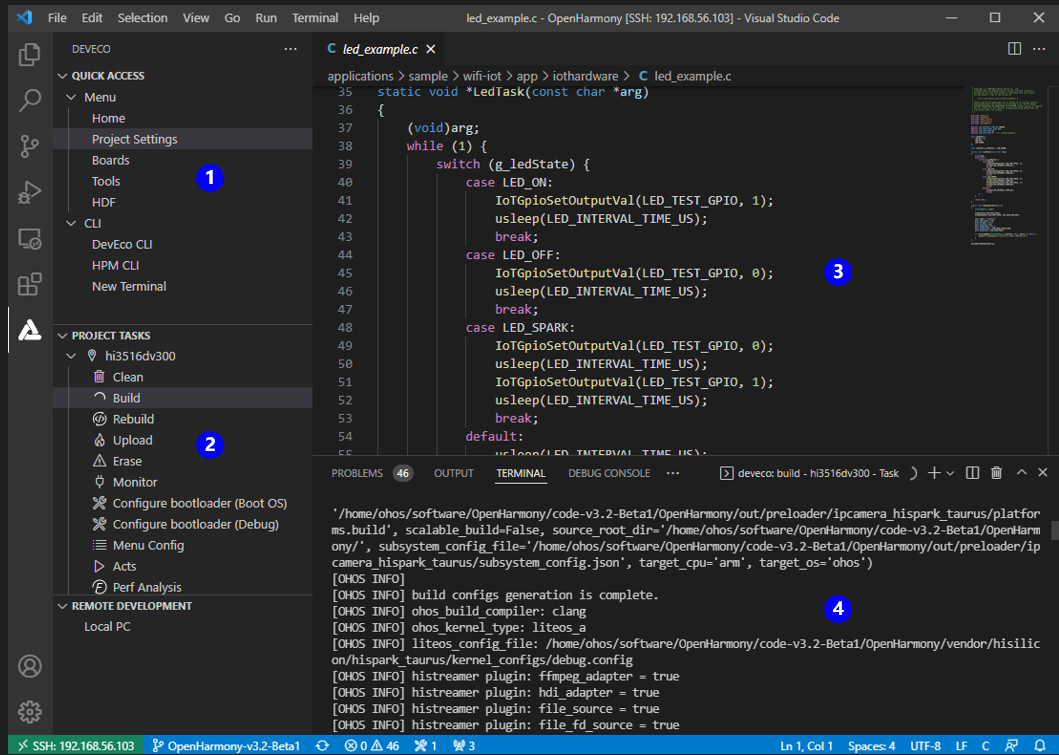 File Edit Selection View Go Run Terminal Help led_example.c - OpenHarmony [SSH: 192.168.56.103] - Visual Studio Code
DEVECO
QUICK ACCESS
Menu
Home
Project Settings
Boards
Tools
HDF
CLI
DevEco CLI
HPM CLI
New Terminal
1
PROJECT TASKS
hi3516dv300
Clean
Build
Rebuild
Upload
Erase
Monitor
Configure bootloader (Boot OS)
Configure bootloader (Debug)
Menu Config
Acts
Perf Analysis
2
REMOTE DEVELOPMENT
Local PC
C led_example.c
applications > sample > wifi-iot > app > iothardware > C led_example.c
35 static void *LedTask(const char *arg)
36 {
37 (void)arg;
38 while (1) {
39 switch (g_ledState) {
40 case LED_ON:
41 IoTGpioSetOutputVal(LED_TEST_GPIO, 1);
42 usleep(LED_INTERVAL_TIME_US);
43 break;
44 case LED_OFF:
45 IoTGpioSetOutputVal(LED_TEST_GPIO, 0);
46 usleep(LED_INTERVAL_TIME_US);
47 break;
48 case LED_SPARK:
49 IoTGpioSetOutputVal(LED_TEST_GPIO, 0);
50 usleep(LED_INTERVAL_TIME_US);
51 IoTGpioSetOutputVal(LED_TEST_GPIO, 1);
52 usleep(LED_INTERVAL_TIME_US);
53 break;
54 default:
55 usleep(LED_INTERVAL_TIME_US);
3
PROBLEMS 46 OUTPUT TERMINAL DEBUG CONSOLE ··· deveco: build - hi3516dv300 - Task
'/home/ohos/software/OpenHarmony/code-v3.2-Beta1/OpenHarmony/out/preloader/ipcamera_hispark_taurus/platfor
ms.build', scalable_build=False, source_root_dir='/home/ohos/software/OpenHarmony/code-v3.2-Beta1/OpenHarm
ony/', subsystem_config_file='/home/ohos/software/OpenHarmony/code-v3.2-Beta1/OpenHarmony/out/preloader/ip
camera_hispark_taurus/subsystem_config.json', target_cpu='arm', target_os='ohos')
[OHOS INFO]
[OHOS INFO] build configs generation is complete.
[OHOS INFO] ohos_build_compiler: clang
[OHOS INFO] ohos_kernel_type: liteos_a
[OHOS INFO] liteos_config_file: /home/ohos/software/OpenHarmony/code-v3.2-Beta1/OpenHarmony/vendor/hisilic
on/hispark_taurus/kernel_configs/debug.config
[OHOS INFO] histreamer plugin: ffmpeg_adapter = true
[OHOS INFO] histreamer plugin: hdi_adapter = true
[OHOS INFO] histreamer plugin: file_source = true
[OHOS INFO] histreamer plugin: file_fd_source = true
4
SSH: 192.168.56.103 OpenHarmony-v3.2-Beta1 0 46 1 3 Ln 1, Col 1 Spaces: 4 UTF-8 LF C